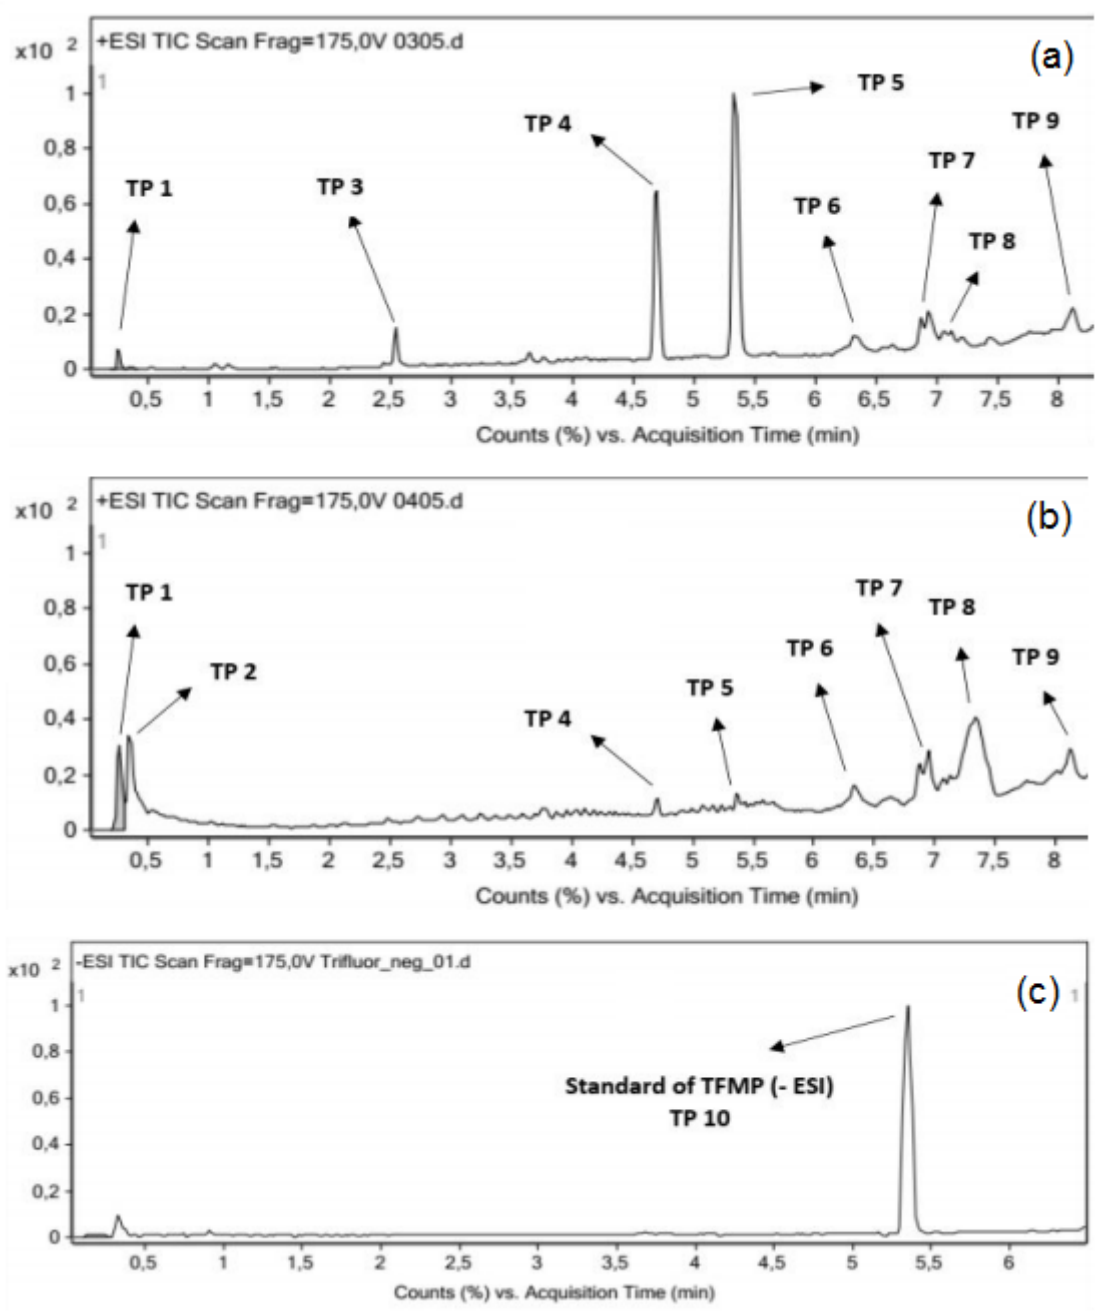 +ESI TIC Scan Frag=175,0V 0305.d
(a)
x10 2
1
1
0,8
0,6
0,4
0,2
0
TP 1
TP 3
TP 4
TP 5
TP 6
TP 7
TP 8
TP 9
0,5 1 1,5 2 2,5 3 3,5 4 4,5 5 5,5 6 6,5 7 7,5 8
Counts (%) vs. Acquisition Time (min)
+ESI TIC Scan Frag=175,0V 0405.d
(b)
x10 2
1
1
0,8
0,6
0,4
0,2
0
TP 1
TP 2
TP 4
TP 5
TP 6
TP 7
TP 8
TP 9
0,5 1 1,5 2 2,5 3 3,5 4 4,5 5 5,5 6 6,5 7 7,5 8
Counts (%) vs. Acquisition Time (min)
-ESI TIC Scan Frag=175,0V Trifluor_neg_01.d
(c)
x10 2
1
1
1
0,8
0,6
0,4
0,2
0
Standard of TFMP (- ESI)
TP 10
0,5 1 1,5 2 2,5 3 3,5 4 4,5 5 5,5 6
Counts (%) vs. Acquisition Time (min)